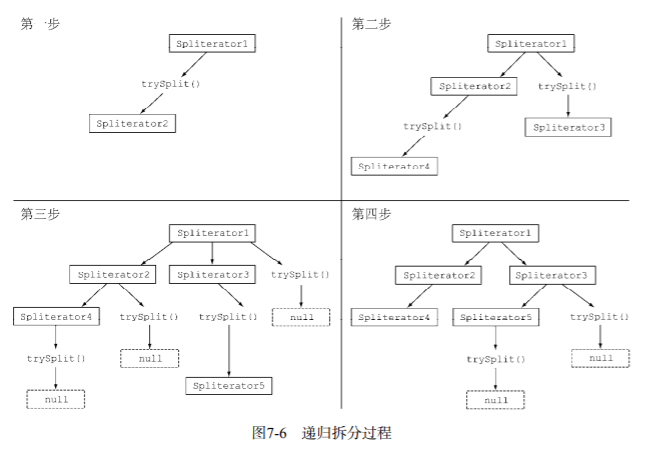 第一步
Spliterator1
trySplit()
Spliterator2
第二步
Spliterator1
Spliterator2
trySplit()
trySplit()
Spliterator3
Spliterator4
第三步
Spliterator1
Spliterator2
Spliterator3
trySplit()
Spliterator4
trySplit()
trySplit()
null
trySplit()
null
null
Spliterator5
第四步
Spliterator1
Spliterator2
Spliterator3
Spliterator4
Spliterator5
trySplit()
trySplit()
null
null
图7-6 递归拆分过程